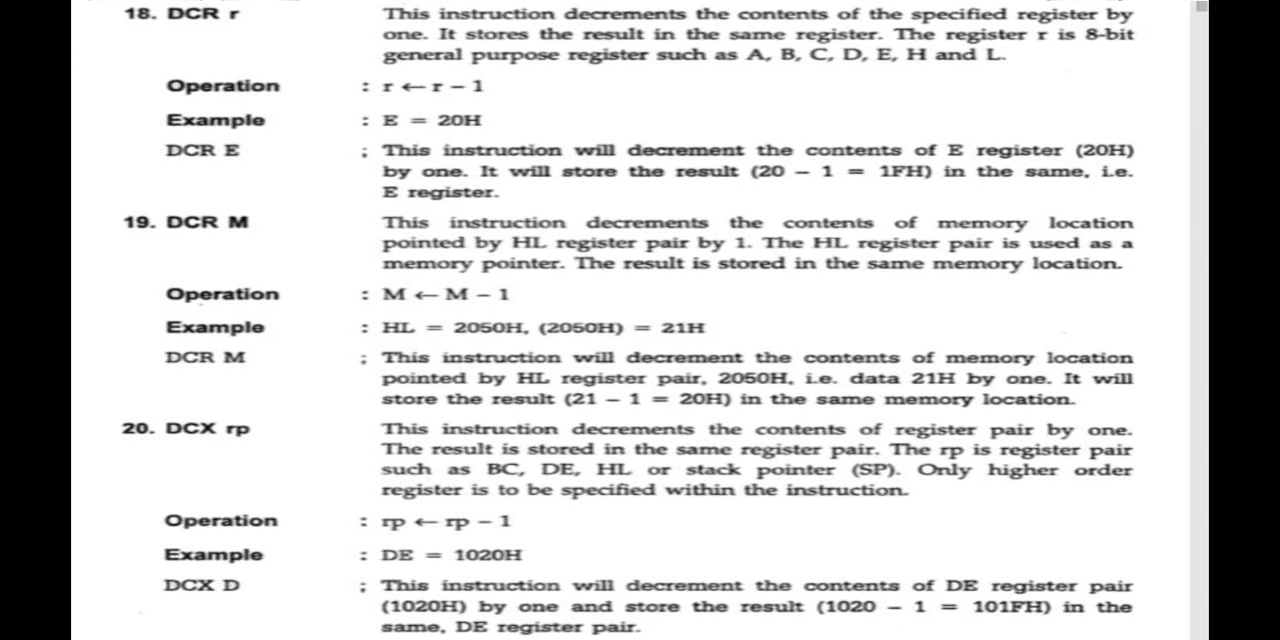 18. DCR r This instruction decrements the contents of the specified register by
one. It stores the result in the same register. The register r is 8-bit
general purpose register such as A, B, C, D, E, H and L.
Operation : r ← r – 1
Example : E = 20H
DCR E ; This instruction will decrement the contents of E register (20H)
by one. It will store the result (20 – 1 = 1FH) in the same, i.e.
E register.
19. DCR M This instruction decrements the contents of memory location
pointed by HL register pair by 1. The HL register pair is used as a
memory pointer. The result is stored in the same memory location.
Operation : M ← M – 1
Example : HL = 2050H, (2050H) = 21H
DCR M ; This instruction will decrement the contents of memory location
pointed by HL register pair, 2050H, i.e. data 21H by one. It will
store the result (21 – 1 = 20H) in the same memory location.
20. DCX rp This instruction decrements the contents of register pair by one.
The result is stored in the same register pair. The rp is register pair
such as BC, DE, HL or stack pointer (SP). Only higher order
register is to be specified within the instruction.
Operation : rp ← rp – 1
Example : DE = 1020H
DCX D ; This instruction will decrement the contents of DE register pair
(1020H) by one and store the result (1020 – 1 = 101FH) in the
same, DE register pair.